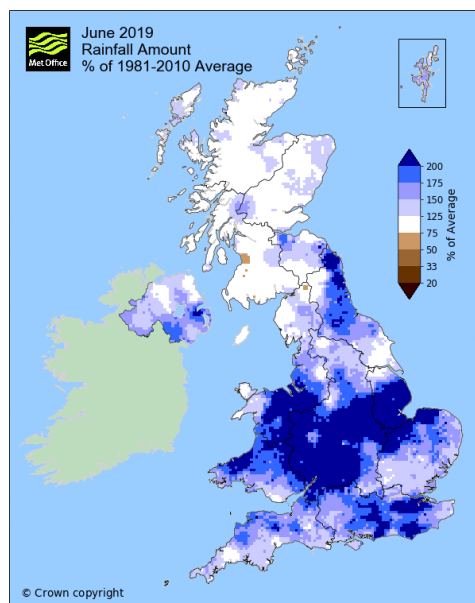 June 2019
Rainfall Amount
% of 1981-2010 Average
Met Office
200
175
150
125
75
50
33
20
% of Average
© Crown copyright